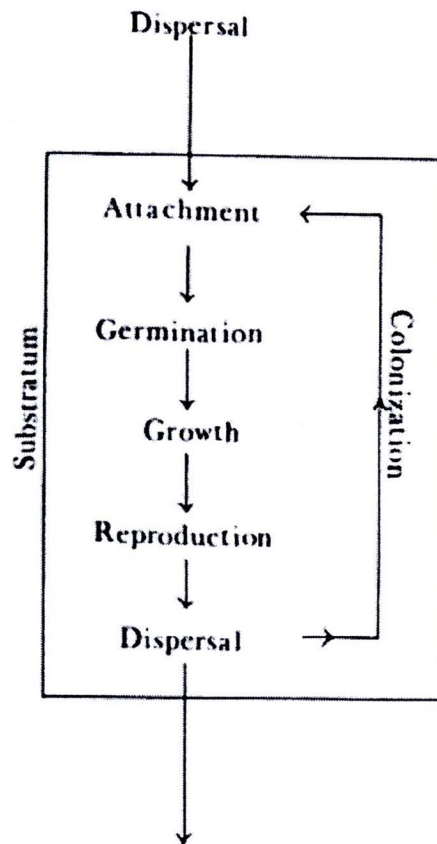 Dispersal
Attachment
Germination
Growth
Reproduction
Dispersal
Substratum
Colonization